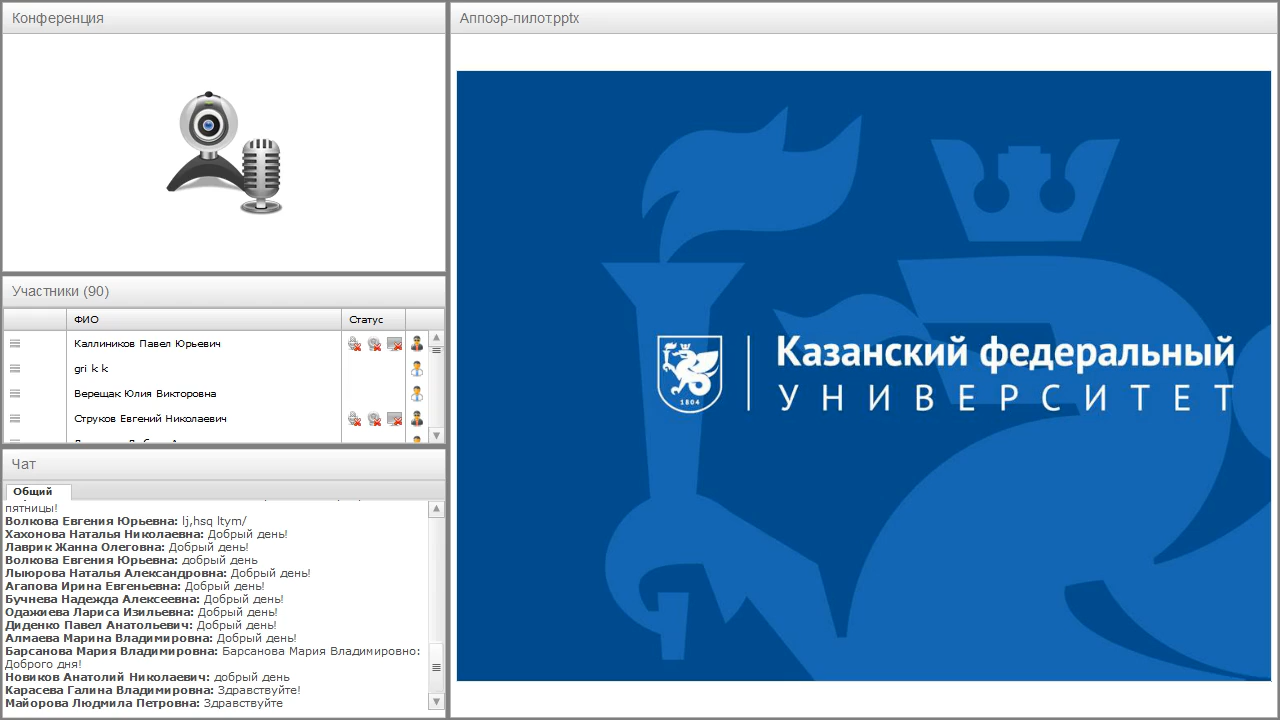 Конференция
Аппоэр-пилот.pptx
Казанский федеральный
УНИВЕРСИТЕТ
1804
Участники (90)
ФИО Статус
Каллиников Павел Юрьевич
gri k k
Верещак Юлия Викторовна
Струков Евгений Николаевич
Чат
Общий
пятницы!
Волкова Евгения Юрьевна: lj,hsq ltym/
Хахонова Наталья Николаевна: Добрый день!
Лаврик Жанна Олеговна: Добрый день!
Волкова Евгения Юрьевна: добрый день
Лыюрова Наталья Александровна: Добрый день!
Агапова Ирина Евгеньевна: Добрый день!
Бучнева Надежда Алексеевна: Добрый день!
Одажиева Лариса Изильевна: Добрый день!
Диденко Павел Анатольевич: Добрый день!
Алмаева Марина Владимировна: Добрый день!
Барсанова Мария Владимировна: Барсанова Мария Владимировно:
Доброго дня!
Новиков Анатолий Николаевич: добрый день
Карасева Галина Владимировна: Здравствуйте!
Майорова Людмила Петровна: Здравствуйте